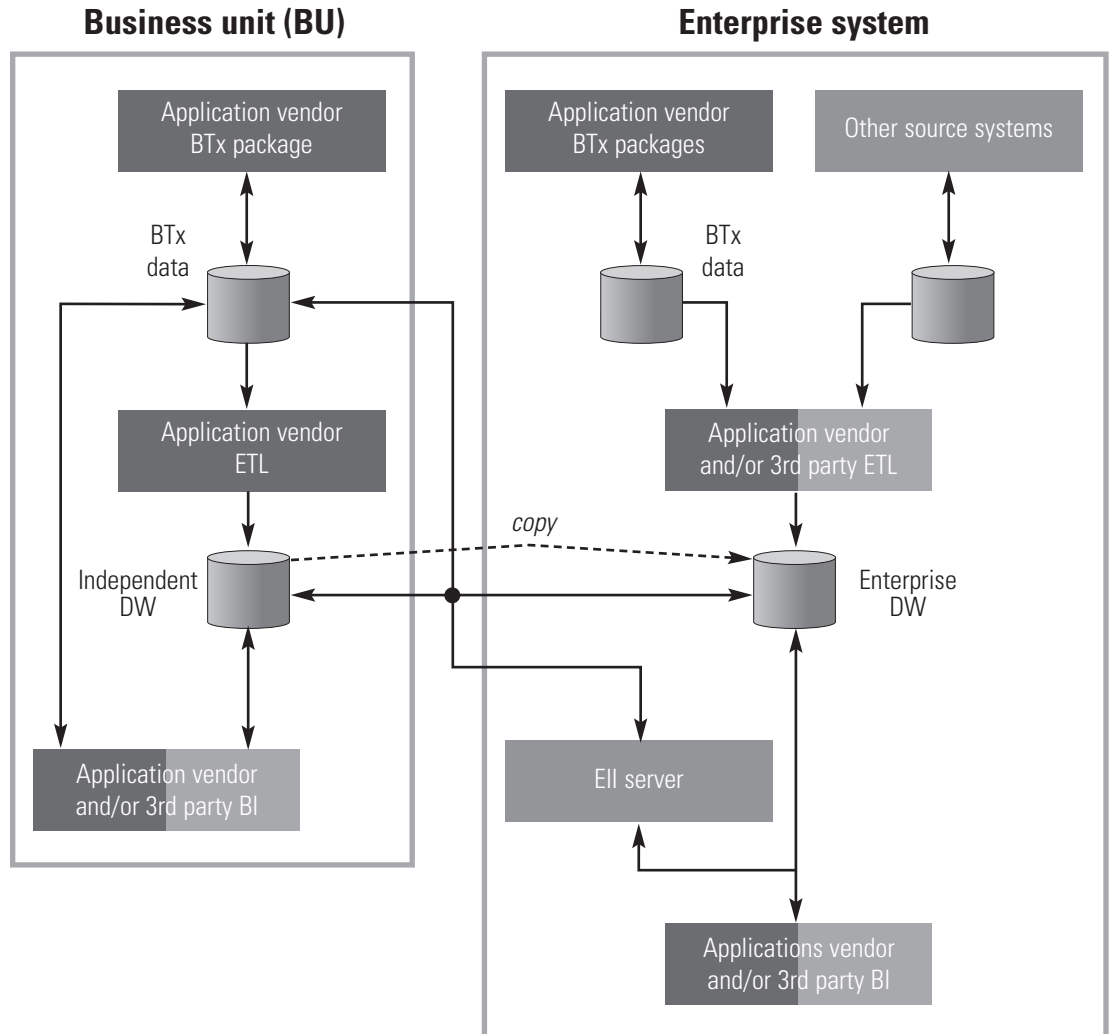 Business unit (BU)
Enterprise system
Application vendor
BTx package
BTx
data
Application vendor
ETL
Independent
DW
Application vendor
and/or 3rd party BI
copy
Application vendor
BTx packages
Other source systems
BTx
data
Application vendor
and/or 3rd party ETL
Enterprise
DW
EII server
Applications vendor
and/or 3rd party BI